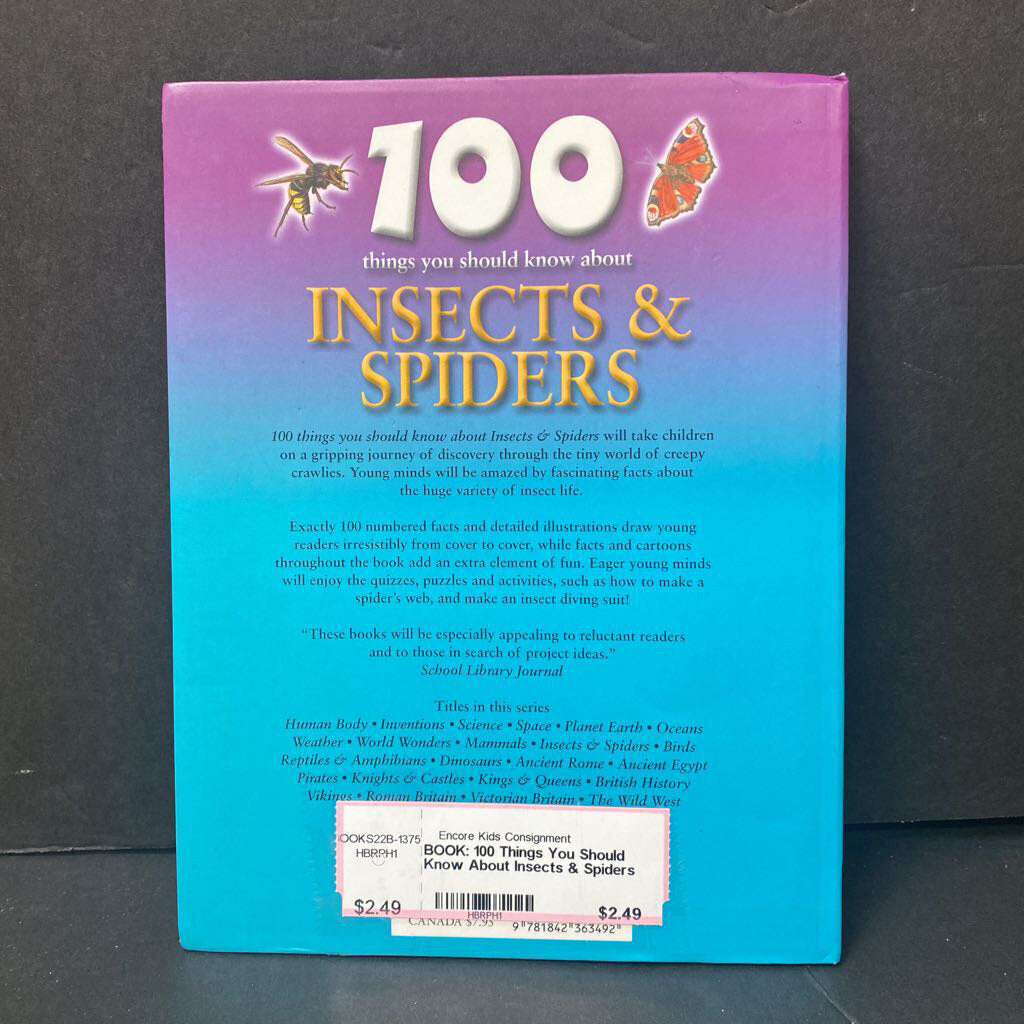 100
things you should know about
INSECTS &
SPIDERS
100 things you should know about Insects & Spiders will take children
on a gripping journey of discovery through the tiny world of creepy
crawlies. Young minds will be amazed by fascinating facts about
the huge variety of insect life.
Exactly 100 numbered facts and detailed illustrations draw young
readers irresistibly from cover to cover, while facts and cartoons
throughout the book add an extra element of fun. Eager young minds
will enjoy the quizzes, puzzles and activities, such as how to make a
spider's web, and make an insect diving suit!
“These books will be especially appealing to reluctant readers
and to those in search of project ideas.”
School Library Journal
Titles in this series
Human Body • Inventions • Science • Space • Planet Earth • Oceans
Weather • World Wonders • Mammals • Insects & Spiders • Birds
Reptiles & Amphibians • Dinosaurs • Ancient Rome • Ancient Egypt
Pirates • Knights & Castles • Kings & Queens • British History
Vikings • Roman Britain • Victorian Britain • The Wild West
OOKS22B-1375
HBRPH1
Encore Kids Consignment
BOOK: 100 Things You Should
Know About Insects & Spiders
$2.49
HBRPH1
$2.49
CANADA $7.95
9"781842"363492"